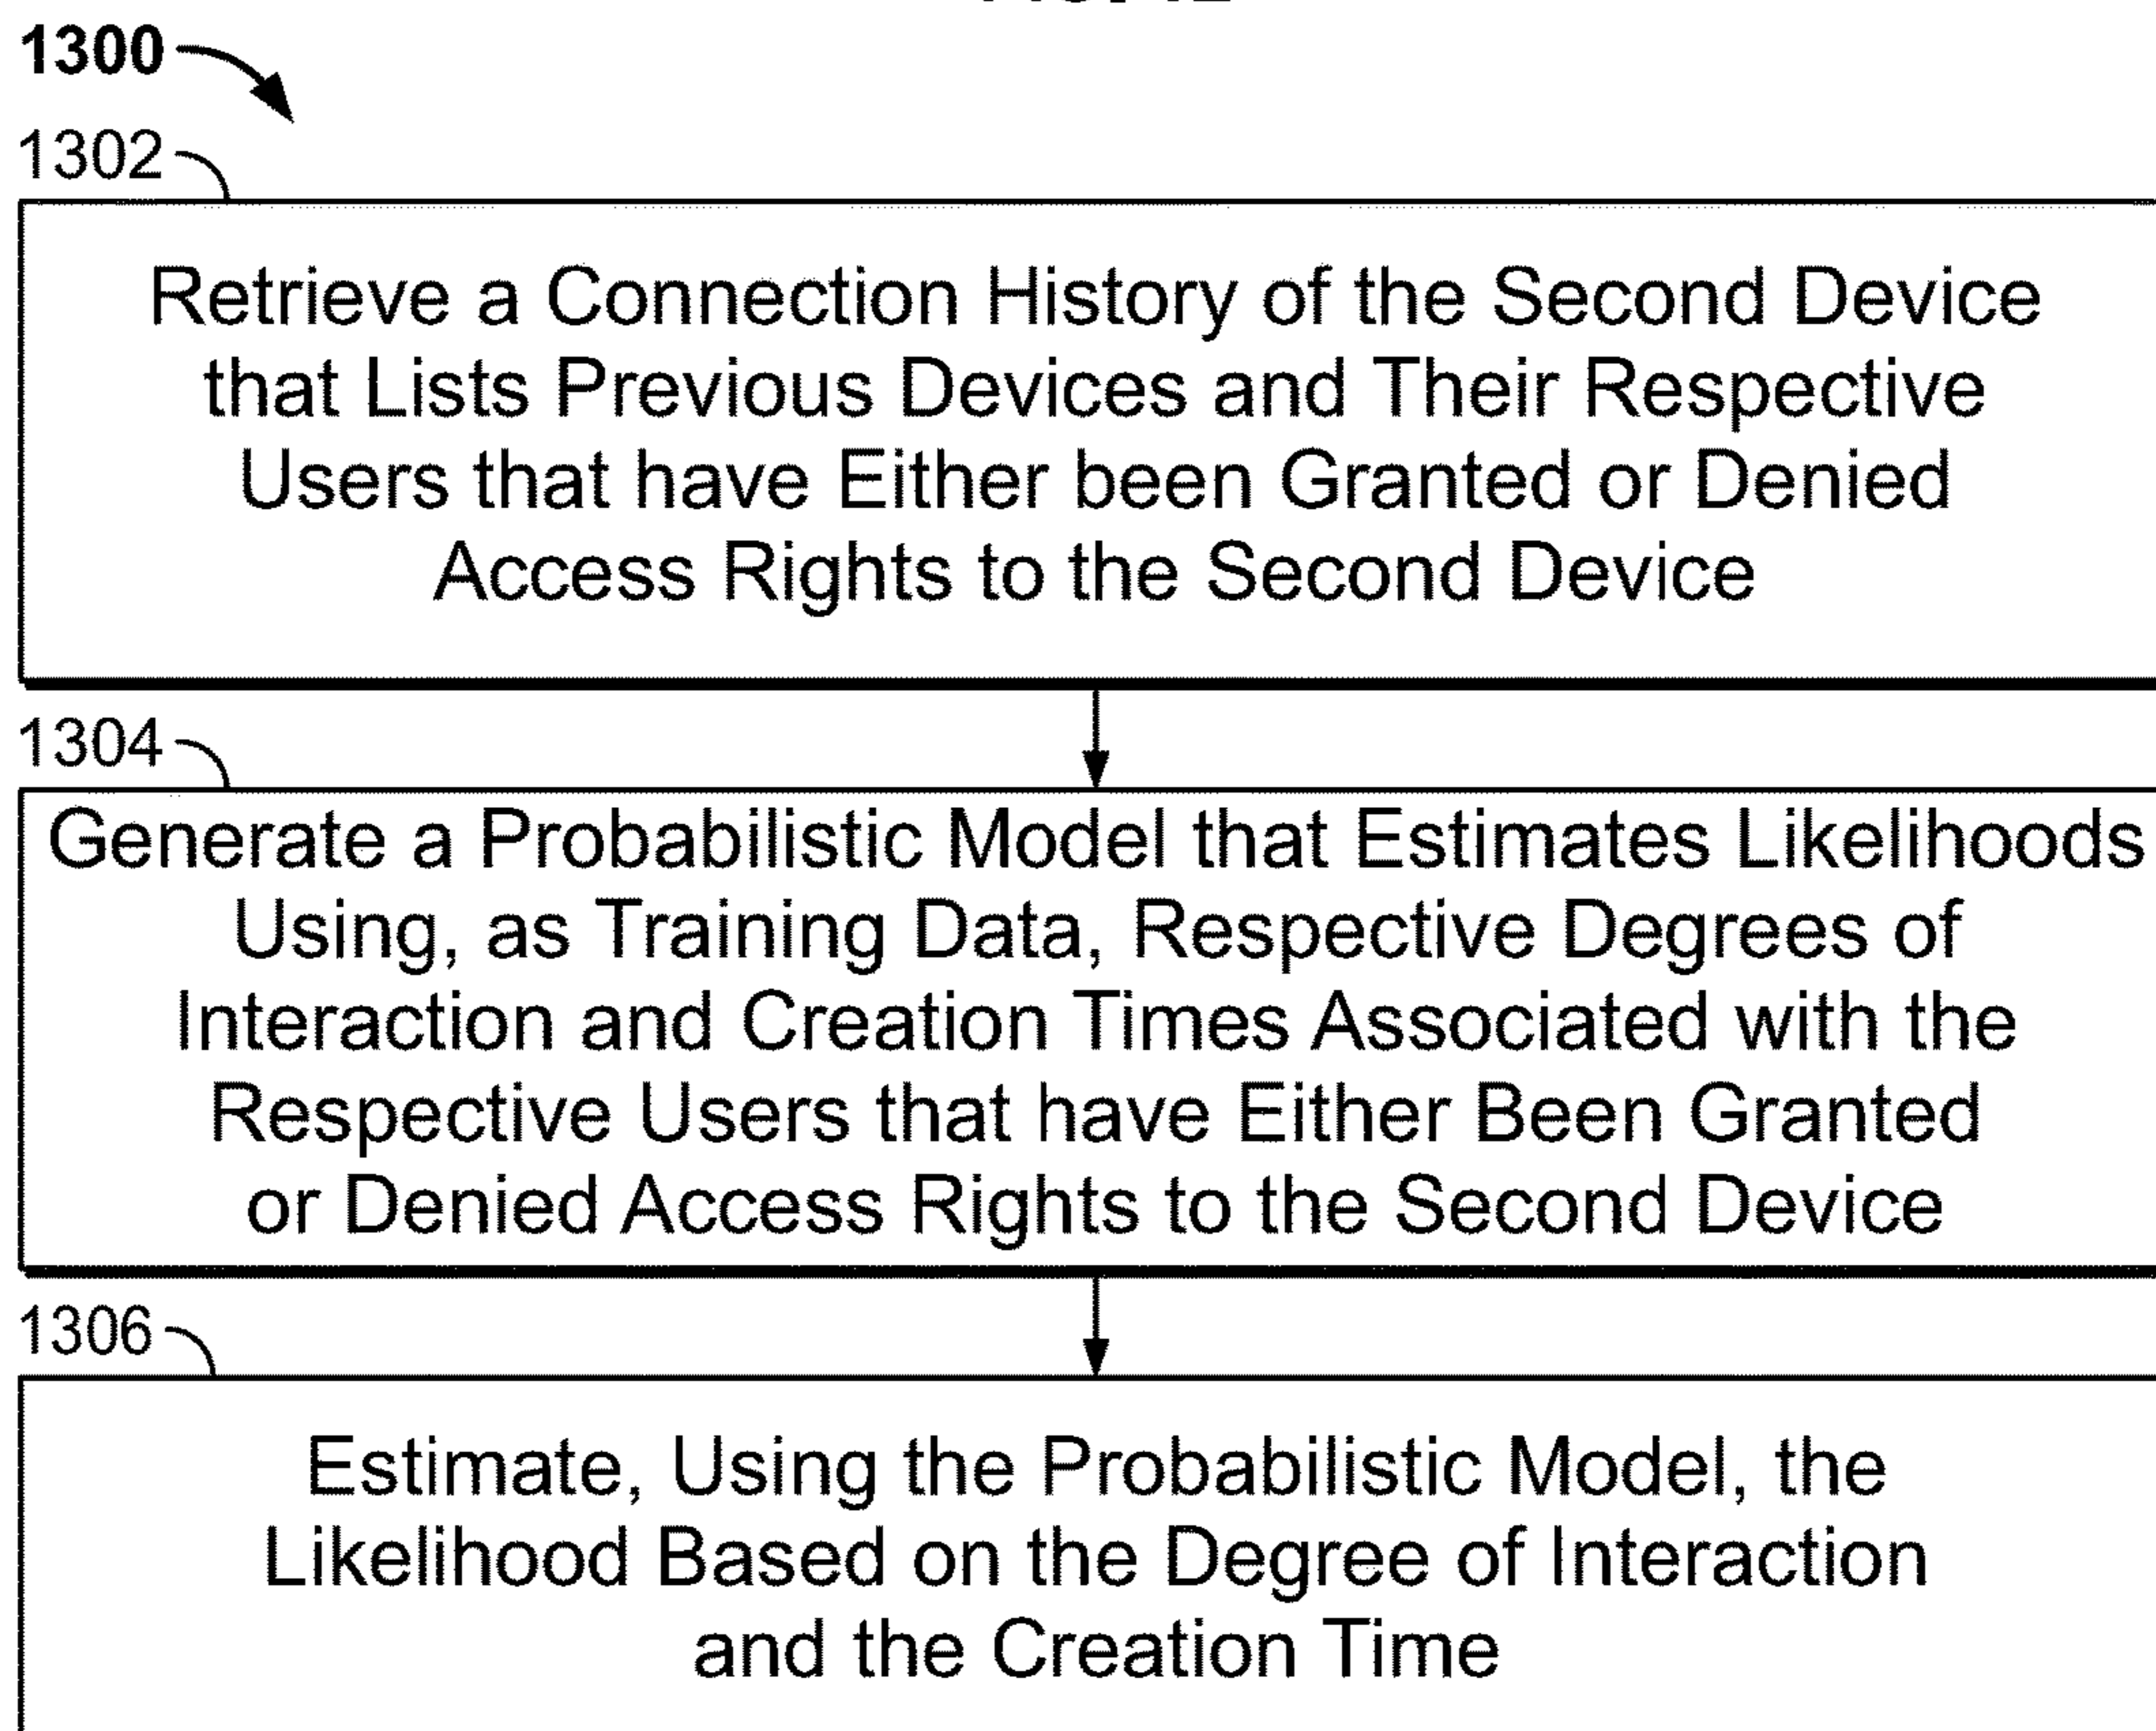 1300
1302
Retrieve a Connection History of the Second Device
that Lists Previous Devices and Their Respective
Users that have Either been Granted or Denied
Access Rights to the Second Device
1304
Generate a Probabilistic Model that Estimates Likelihoods
Using, as Training Data, Respective Degrees of
Interaction and Creation Times Associated with the
Respective Users that have Either Been Granted
or Denied Access Rights to the Second Device
1306
Estimate, Using the Probabilistic Model, the
Likelihood Based on the Degree of Interaction
and the Creation Time